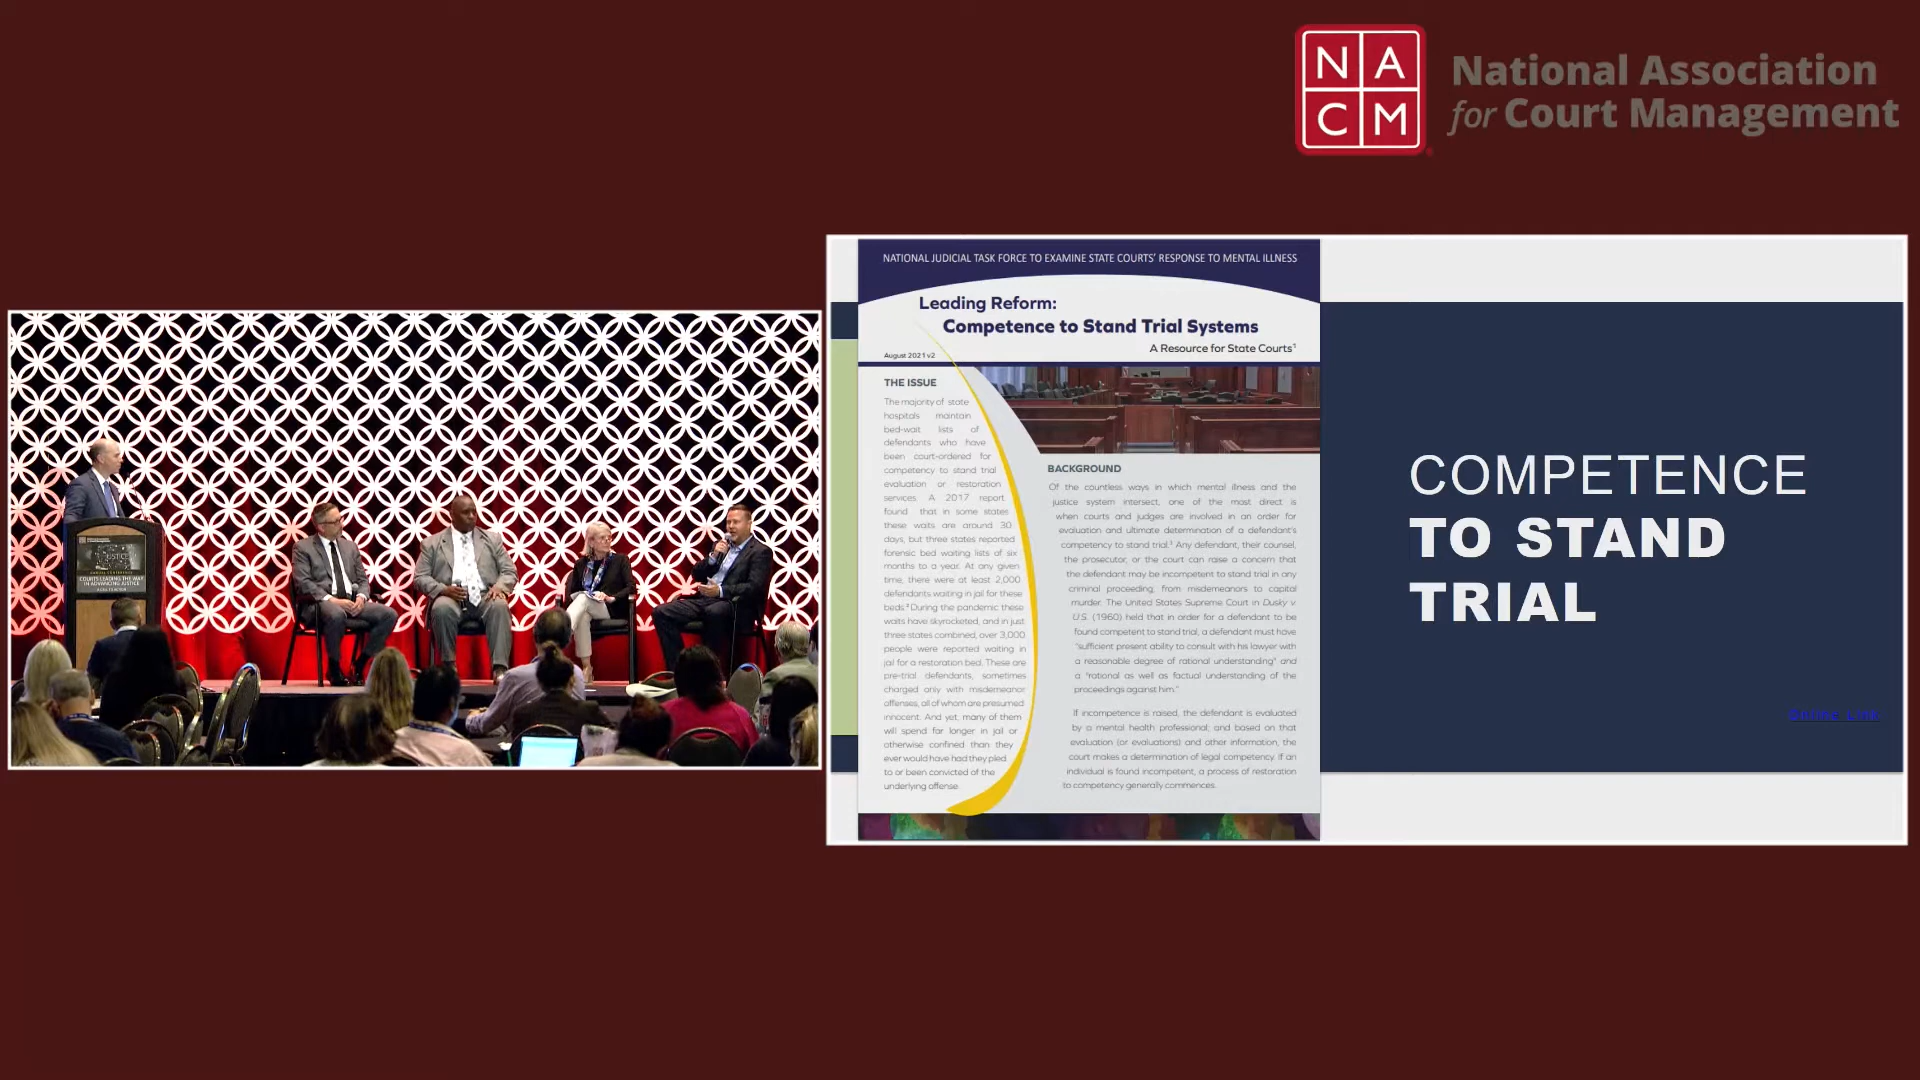 N A
C M
National Association
for Court Management
NATIONAL JUDICIAL TASK FORCE TO EXAMINE STATE COURTS' RESPONSE TO MENTAL ILLNESS
Leading Reform:
Competence to Stand Trial Systems
A Resource for State Courts¹
August 2021 v2
THE ISSUE
The majority of state
hospitals maintain
bed-wait lists of
defendants who have
been court-ordered for
competency to stand trial
evaluation or restoration
services. A 2017 report
found that in some states
these waits are around 30
days, but three states reported
forensic bed waiting lists of six
months to a year. At any given
time, there were at least 2,000
defendants waiting in jail for these
beds.² During the pandemic these
waits have skyrocketed, and in just
three states combined, over 3,000
people were reported waiting in
jail for a restoration bed. These are
pre-trial defendants, sometimes
charged only with misdemeanor
offenses, all of whom are presumed
innocent. And yet, many of them
will spend far longer in jail or
otherwise confined than they
ever would have had they pled
to or been convicted of the
underlying offense.
BACKGROUND
Of the countless ways in which mental illness and the
justice system intersect, one of the most direct is
when courts and judges are involved in an order for
evaluation and ultimate determination of a defendant's
competency to stand trial.³ Any defendant, their counsel,
the prosecutor, or the court can raise a concern that
the defendant may be incompetent to stand trial in any
criminal proceeding, from misdemeanors to capital
murder. The United States Supreme Court in Dusky v.
U.S. (1960) held that in order for a defendant to be
found competent to stand trial, a defendant must have
"sufficient present ability to consult with his lawyer with
a reasonable degree of rational understanding" and
a "rational as well as factual understanding of the
proceedings against him."
If incompetence is raised, the defendant is evaluated
by a mental health professional, and based on that
evaluation (or evaluations) and other information, the
court makes a determination of legal competency. If an
individual is found incompetent, a process of restoration
to competency generally commences.
COMPETENCE
TO STAND
TRIAL
JUSTICE
COURTS LEADING THE WAY
IN ADVANCING JUSTICE